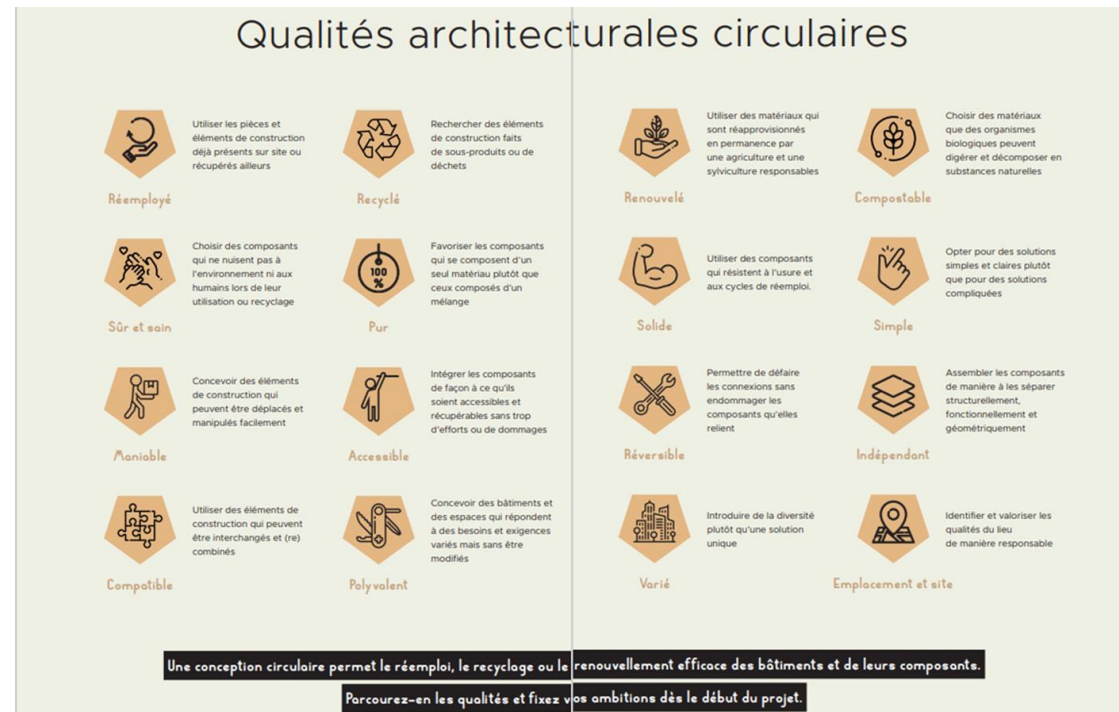 Qualités architecturales circulaires
Utiliser les pièces et
éléments de construction
déjà présents sur site ou
récupérés ailleurs
Réemployé
Rechercher des éléments
de construction faits
de sous-produits ou de
déchets
Recyclé
Utiliser des matériaux qui
sont réapprovisionnés
en permanence par
une agriculture et une
sylviculture responsables
Renouvelé
Choisir des matériaux
que des organismes
biologiques peuvent
digérer et décomposer en
substances naturelles
Compostable
Choisir des composants
qui ne nuisent pas à
l'environnement ni aux
humains lors de leur
utilisation ou recyclage
Sûr et sain
100
%
Favoriser les composants
qui se composent d'un
seul matériau plutôt que
ceux composés d'un
mélange
Pur
Utiliser des composants
qui résistent à l'usure et
aux cycles de réemploi.
Solide
Opter pour des solutions
simples et claires plutôt
que pour des solutions
compliquées
Simple
Concevoir des éléments
de construction qui
peuvent être déplacés et
manipulés facilement
Maniable
Intégrer les composants
de façon à ce qu'ils
soient accessibles et
récupérables sans trop
d'efforts ou de dommages
Accessible
Permettre de défaire
les connexions sans
endommager les
composants qu'elles
relient
Réversible
Assembler les composants
de manière à les séparer
structurellement,
fonctionnellement et
géométriquement
Indépendant
Utiliser des éléments de
construction qui peuvent
être interchangés et (re)
combinés
Compatible
Concevoir des bâtiments et
des espaces qui répondent
à des besoins et exigences
variés mais sans être
modifiés
Polyvalent
Introduire de la diversité
plutôt qu'une solution
unique
Varié
Identifier et valoriser les
qualités du lieu
de manière responsable
Emplacement et site
Une conception circulaire permet le réemploi, le recyclage ou le renouvellement efficace des bâtiments et de leurs composants.
Parcourez-en les qualités et fixez vos ambitions dès le début du projet.